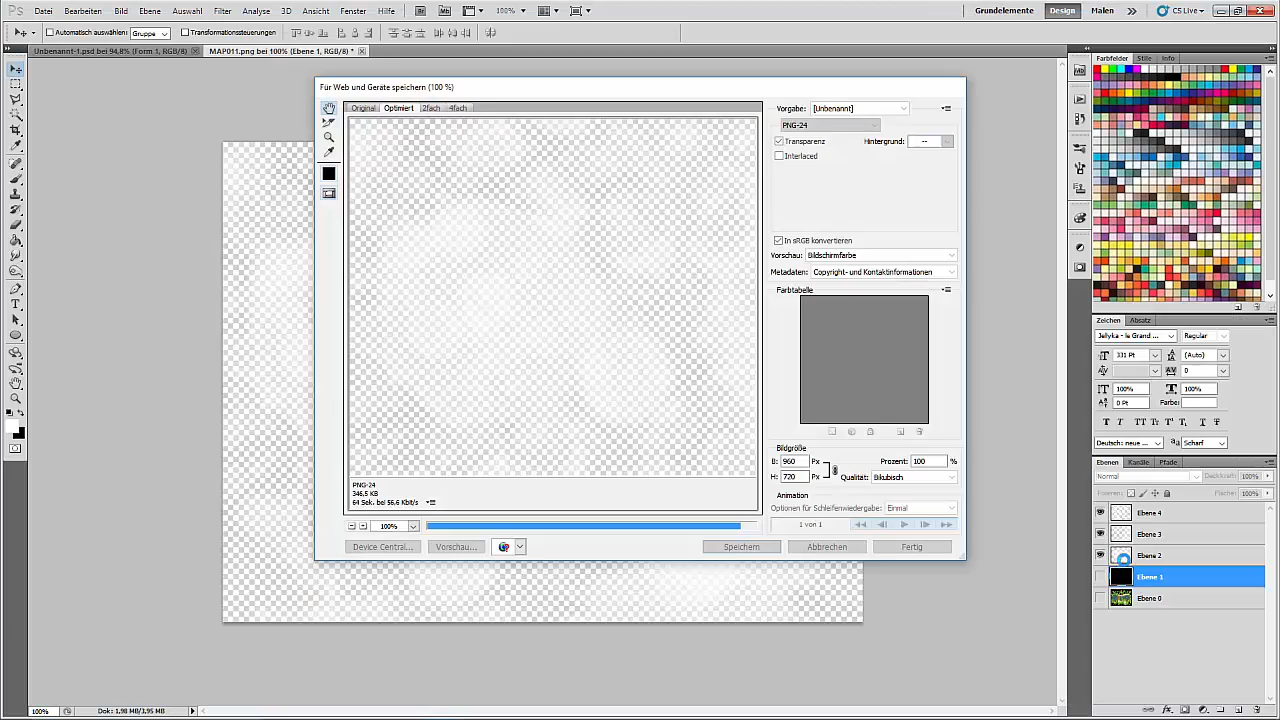 Ps Datei Bearbeiten Bild Ebene Auswahl Filter Analyse 3D Ansicht Fenster Hilfe Br Mb 100% Grundelemente Design Malen CS Live
Automatisch auswählen: Gruppe Transformationssteuerungen
Unbenannt-1.psd bei 94,8% (Form 1, RGB/8) MAP011.png bei 100% (Ebene 1, RGB/8) *
Für Web und Geräte speichern (100 %)
Original Optimiert 2fach 4fach
Vorgabe: [Unbenannt]
PNG-24
Transparenz Hintergrund: --
Interlaced
In sRGB konvertieren
Vorschau: Bildschirmfarbe
Metadaten: Copyright- und Kontaktinformationen
Farbtabelle
Bildgröße
B: 960 Px Prozent: 100 %
H: 720 Px Qualität: Bikubisch
Animation
Optionen für Schleifenwiedergabe: Einmal
1 von 1
PNG-24
346,5 KB
64 Sek. bei 56.6 Kbit/s
100%
Device Central... Vorschau... Speichern Abbrechen Fertig
Farbfelder Stile Info
Zeichen Absatz
Jellyka - le Grand ... Regular
331 Pt (Auto)
0
100% 100%
0 Pt Farbe:
Deutsch: neue ... Scharf
Ebenen Kanäle Pfade
Normal Deckkraft: 100%
Fixieren: Fläche: 100%
Ebene 4
Ebene 3
Ebene 2
Ebene 1
Ebene 0
100% Dok: 1,98 MB/3,95 MB